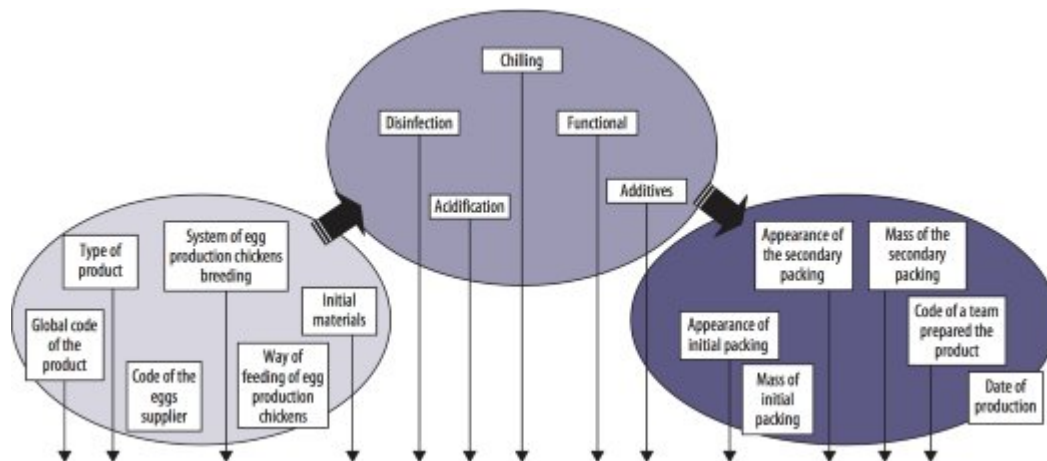 Chilling
Disinfection
Functional
Acidification
Additives
Type of
product
System of egg
production chickens
breeding
Initial
materials
Global code
of the
product
Code of the
eggs
supplier
Way of
feeding of egg
production
chickens
Appearance of
the secondary
packing
Mass of the
secondary
packing
Appearance of
initial packing
Mass of
initial
packing
Code of a team
prepared the
product
Date of
production